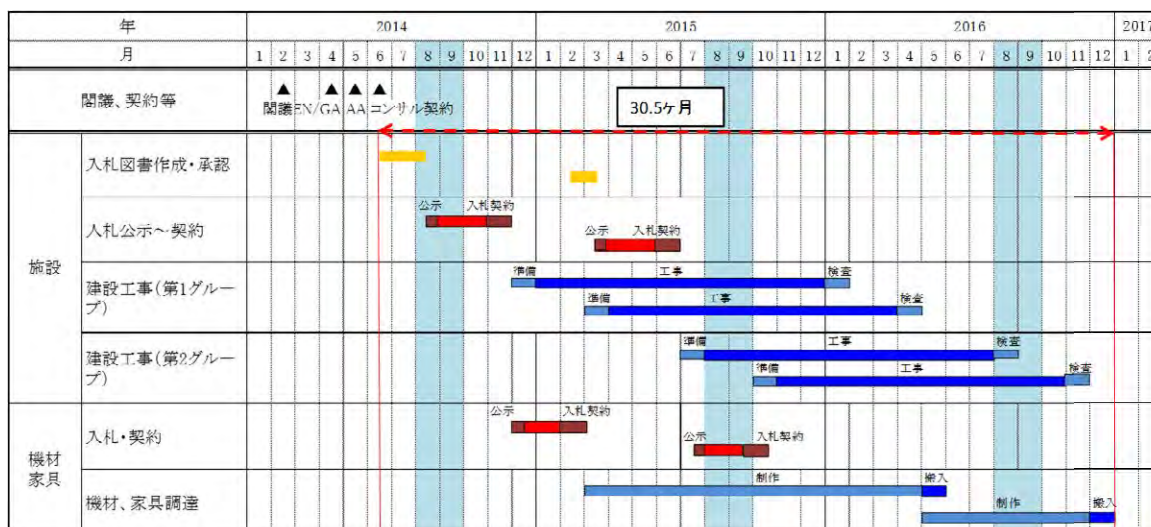 年 2014 2015 2016 2017
月 1 2 3 4 5 6 7 8 9 10 11 12 1 2 3 4 5 6 7 8 9 10 11 12 1 2 3 4 5 6 7 8 9 10 11 12 1 2
閣議、契約等
▲ ▲ ▲ ▲
閣議 EN/GA AA コンサル契約
30.5ヶ月
施設
入札図書作成・承認
入札公示~契約
公示 入札契約
公示 入札契約
建設工事(第1グルー
プ)
準備 工事 検査
準備 工事 検査
建設工事(第2グルー
プ)
準備 工事 検査
準備 工事 検査
機材
家具
入札・契約
公示 入札契約
公示 入札契約
機材、家具調達
制作 搬入
制作 搬入